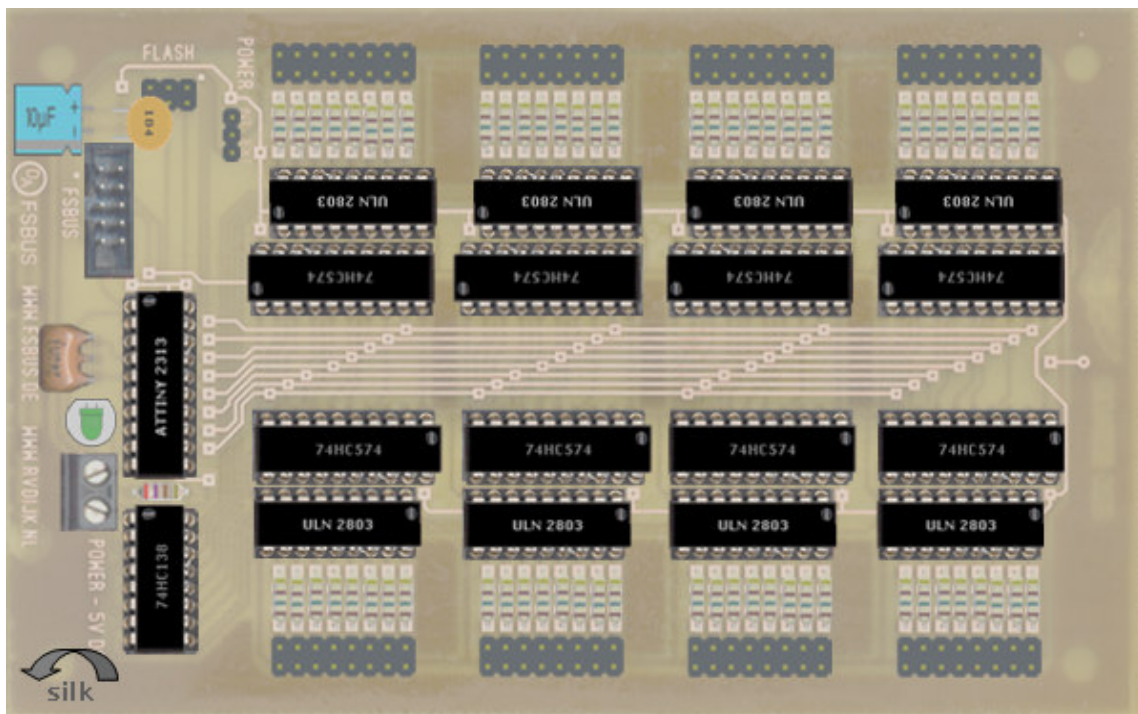 FLASH
POWER
10µF
+
-
104
* FSBUS
FSBUS WWW.FSBUS.DE WWW.RVDIJK.NL
ULN 2803
ULN 2803
ULN 2803
ULN 2803
74HC574
74HC574
74HC574
74HC574
ATTINY 2313
74HC574
74HC574
74HC574
74HC574
ULN 2803
ULN 2803
ULN 2803
ULN 2803
74HC138
POWER - 5V
silk